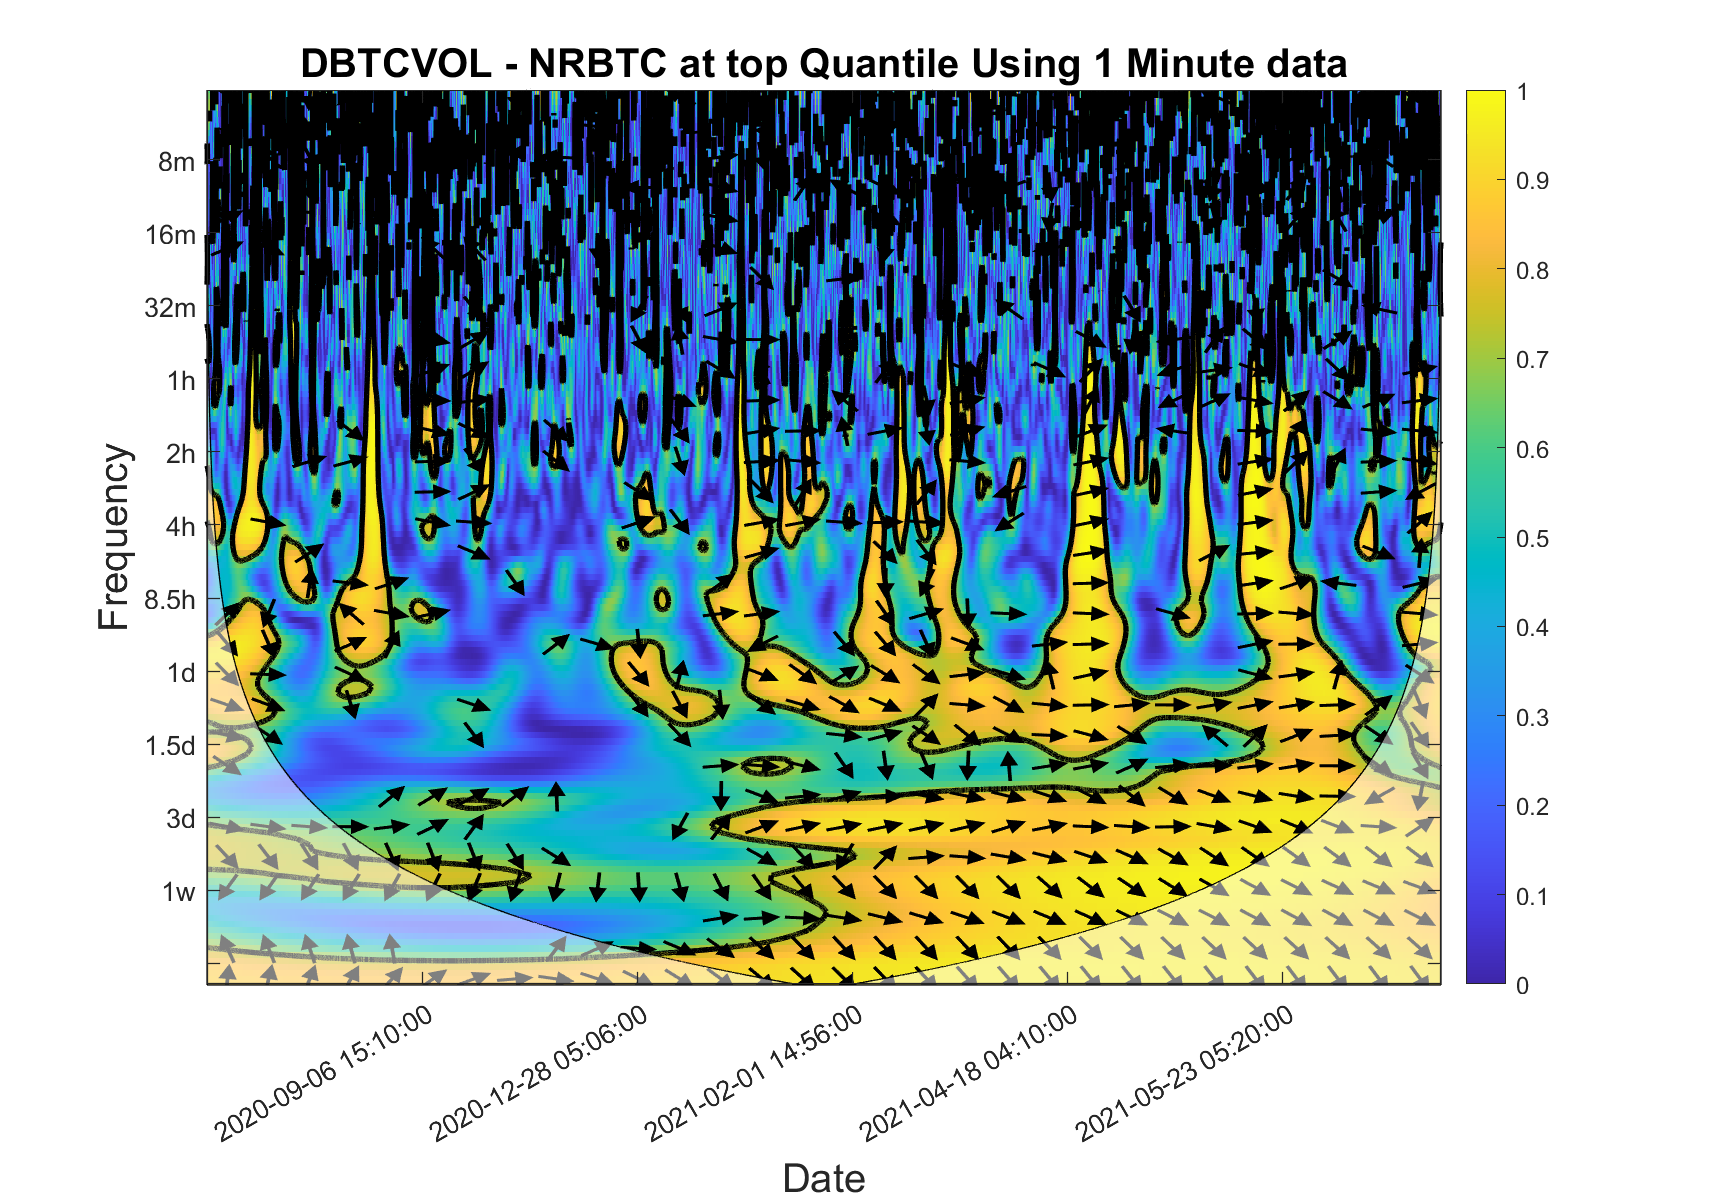 DBTCVOL - NRBTC at top Quantile Using 1 Minute data
Frequency
8m
16m
32m
1h
2h
4h
8.5h
1d
1.5d
3d
1w
1
0.9
0.8
0.7
0.6
0.5
0.4
0.3
0.2
0.1
0
2020-09-06 15:10:00
2020-12-28 05:06:00
2021-02-01 14:56:00
2021-04-18 04:10:00
2021-05-23 05:20:00
Date